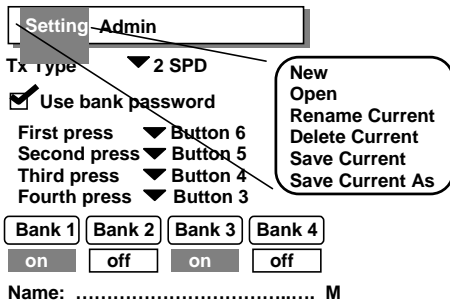 Setting Admin
Tx Type 2 SPD
Use bank password
First press Button 6
Second press Button 5
Third press Button 4
Fourth press Button 3
New
Open
Rename Current
Delete Current
Save Current
Save Current As
Bank 1 Bank 2 Bank 3 Bank 4
on off on off
Name: ……………………………..…. M